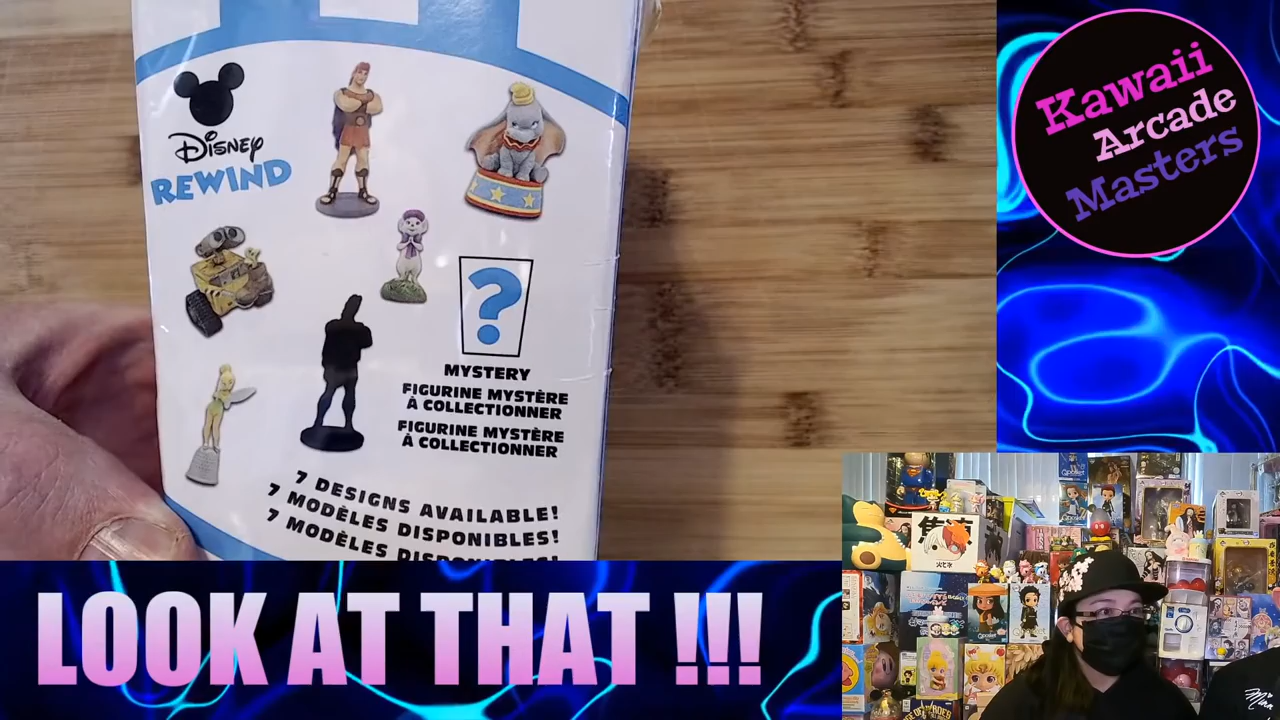 Disney
REWIND
?
MYSTERY
FIGURINE MYSTÈRE
À COLLECTIONNER
FIGURINE MYSTÈRE
À COLLECTIONNER
7 DESIGNS AVAILABLE!
7 MODÈLES DISPONIBLES!
7 MODÈLES DISPONIBLES!
Kawaii
Arcade
Masters
LOOK AT THAT !!!